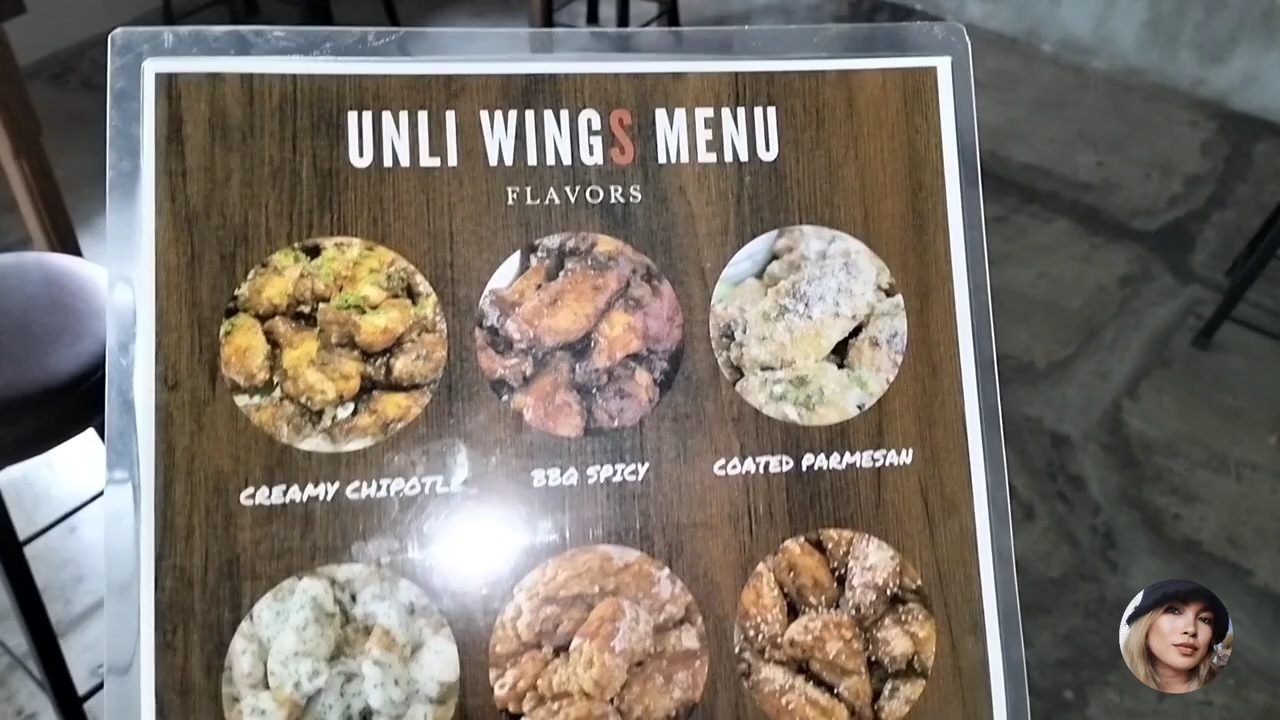 UNLI WINGS MENU
FLAVORS
CREAMY CHIPOTLE
BBQ SPICY
COATED PARMESAN